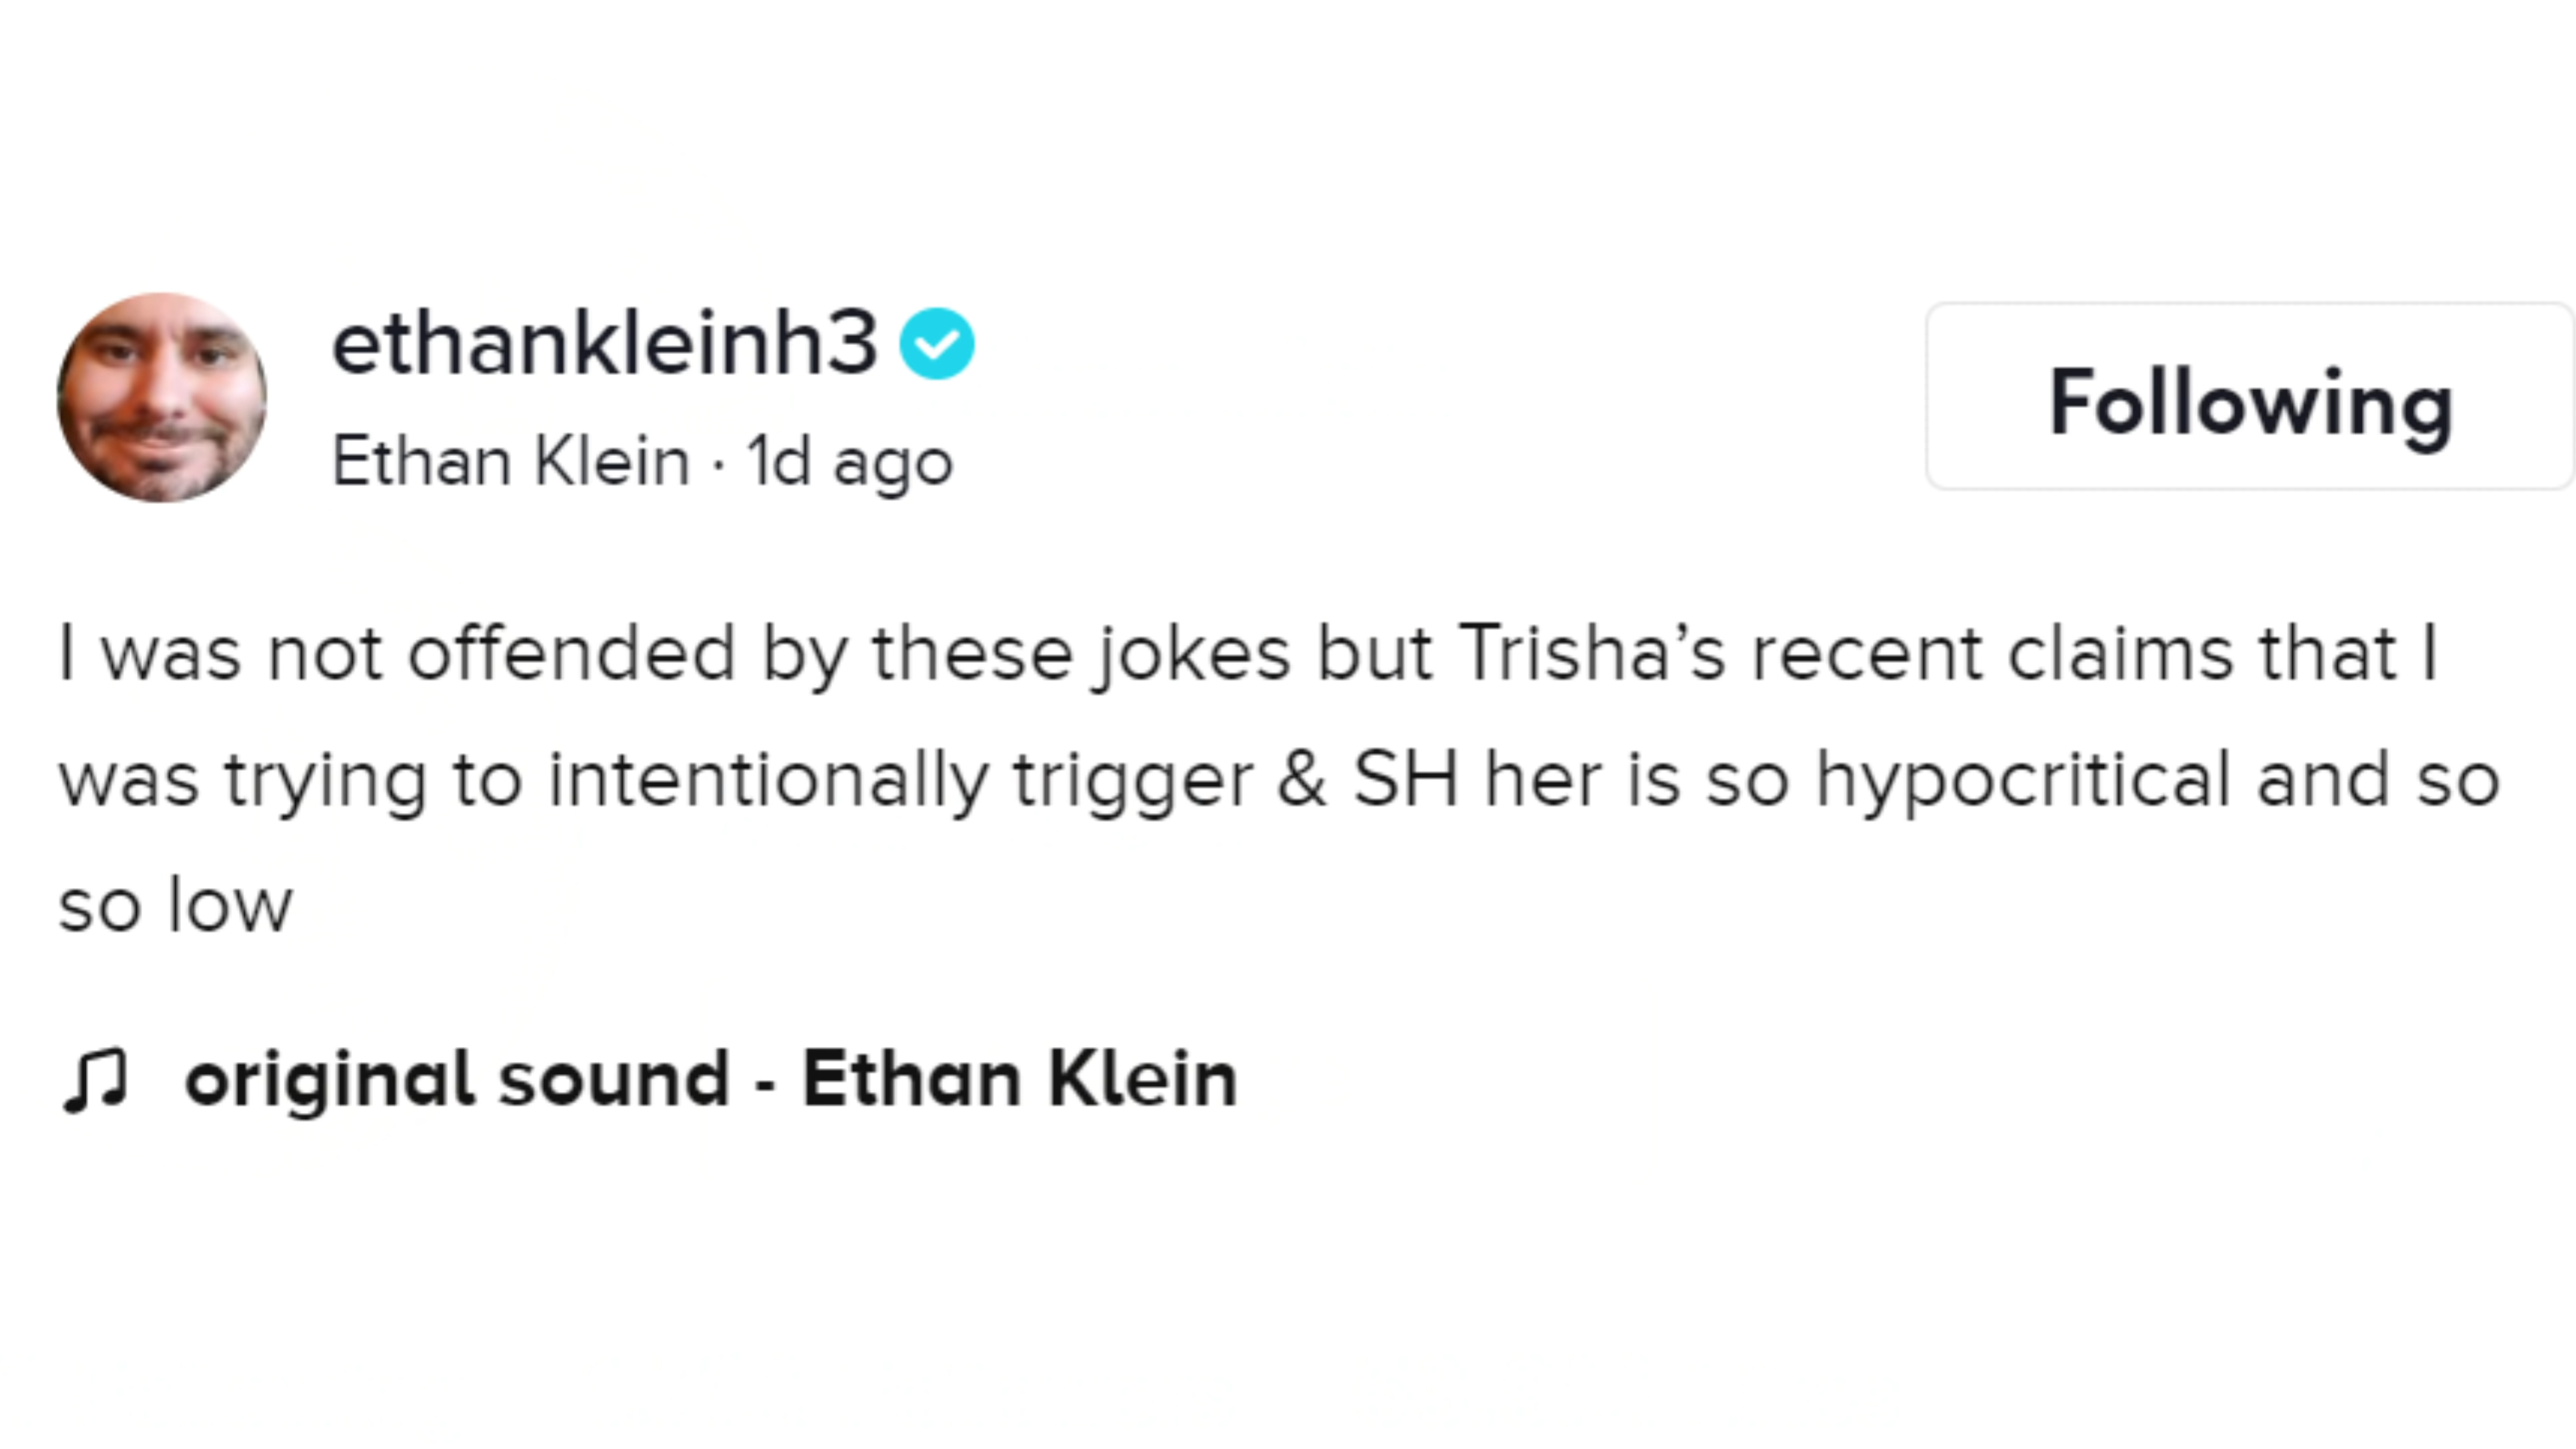 ethankleinh3
Ethan Klein · 1d ago
Following
I was not offended by these jokes but Trisha’s recent claims that I
was trying to intentionally trigger & SH her is so hypocritical and so
so low
original sound - Ethan Klein